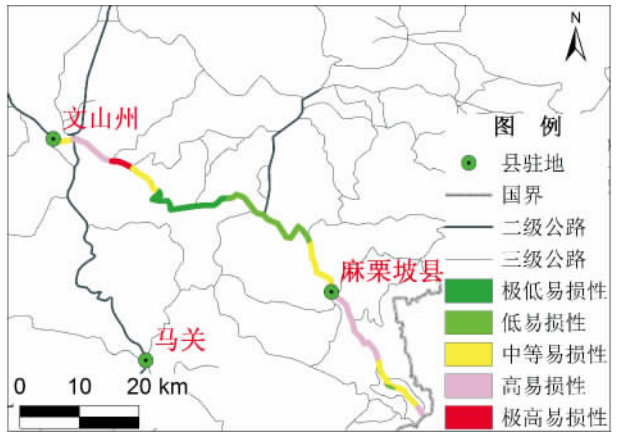 N
文山州
图 例
县驻地
国界
二级公路
三级公路
麻栗坡县
极低易损性
低易损性
马关
中等易损性
0 10 20 km
高易损性
极高易损性